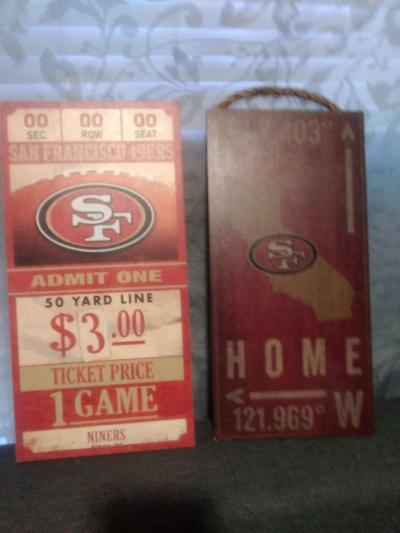 00 00 00
SEC. ROW SEAT
SAN FRANCISCO 49ERS
SF
ADMIT ONE
50 YARD LINE
$3.00
TICKET PRICE
1 GAME
NINERS
403°
SF
HOME
121.969° W